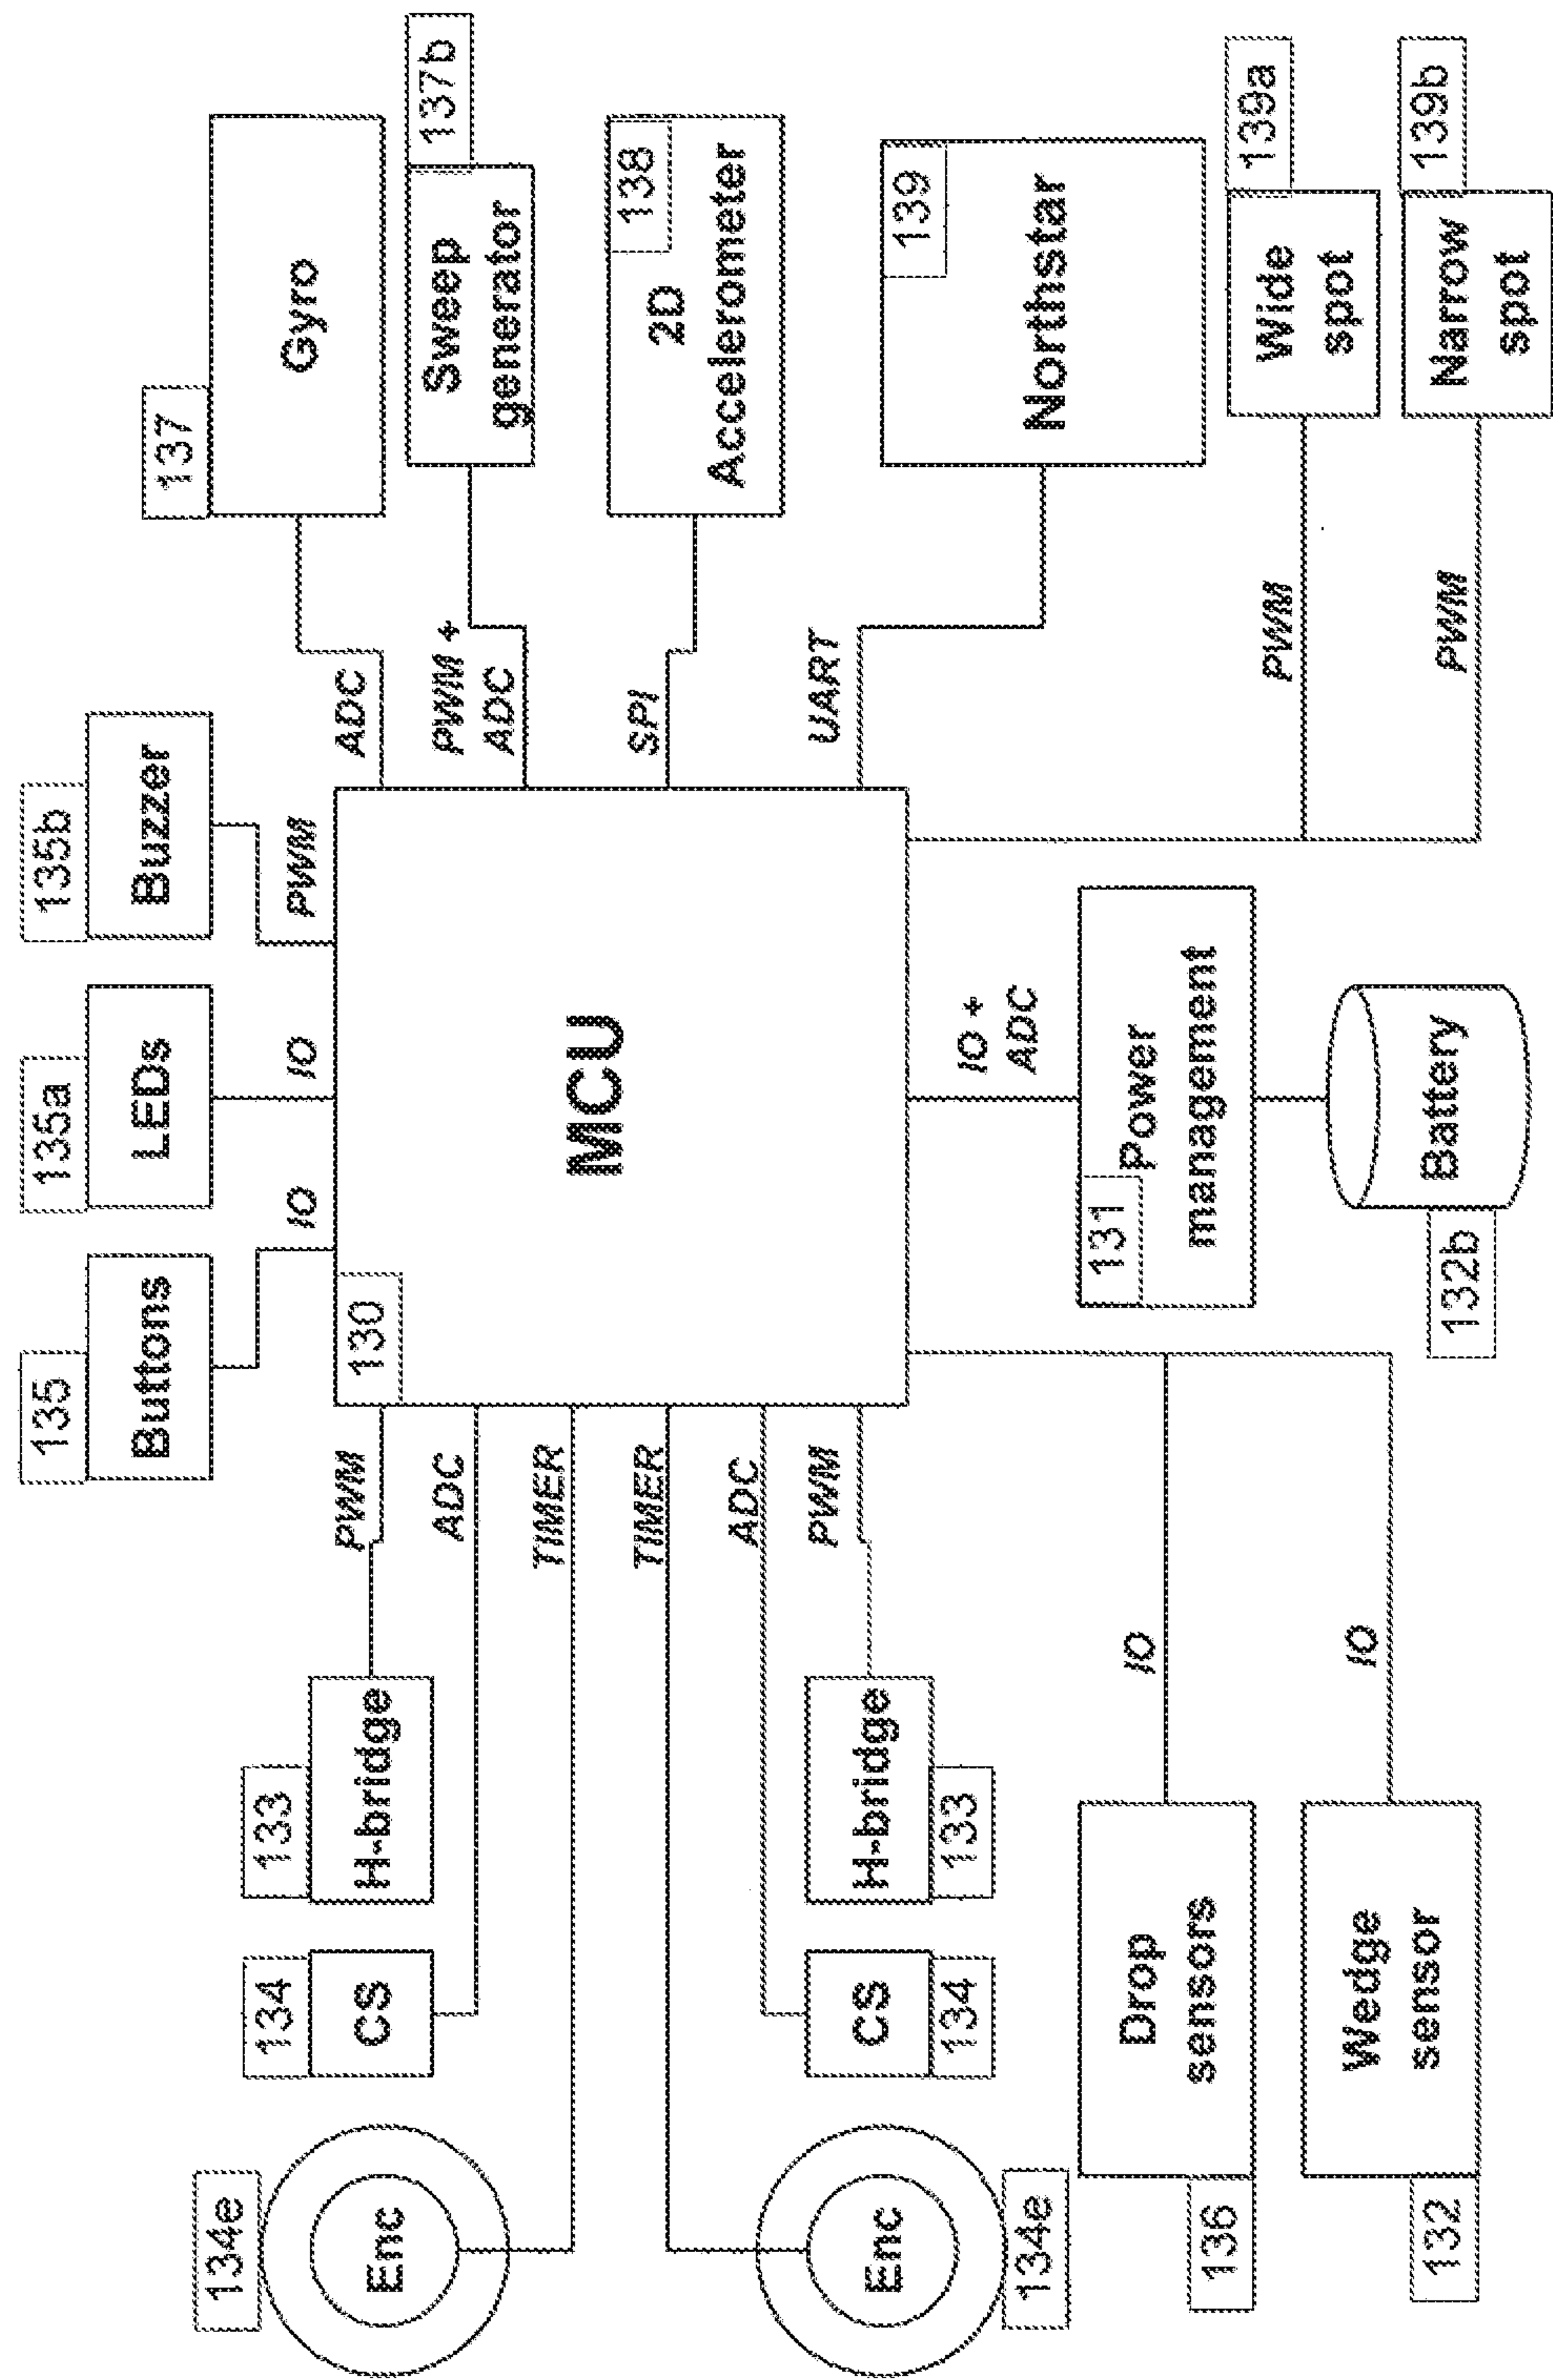 135
Buttons
IO
135a
LEDs
IO
135b
Buzzer
PWM
137
Gyro
ADC
137b
Sweep
generator
PWM +
ADC
138
2D
Accelerometer
SPI
139
Northstar
UART
139a
Wide
spot
PWM
139b
Narrow
spot
PWM
130
MCU
134e
Enc
TIMER
134
CS
ADC
133
H-bridge
PWM
134e
Enc
TIMER
134
CS
ADC
133
H-bridge
PWM
136
Drop
sensors
IO
132
Wedge
sensor
IO
IO +
ADC
131
Power
management
132b
Battery